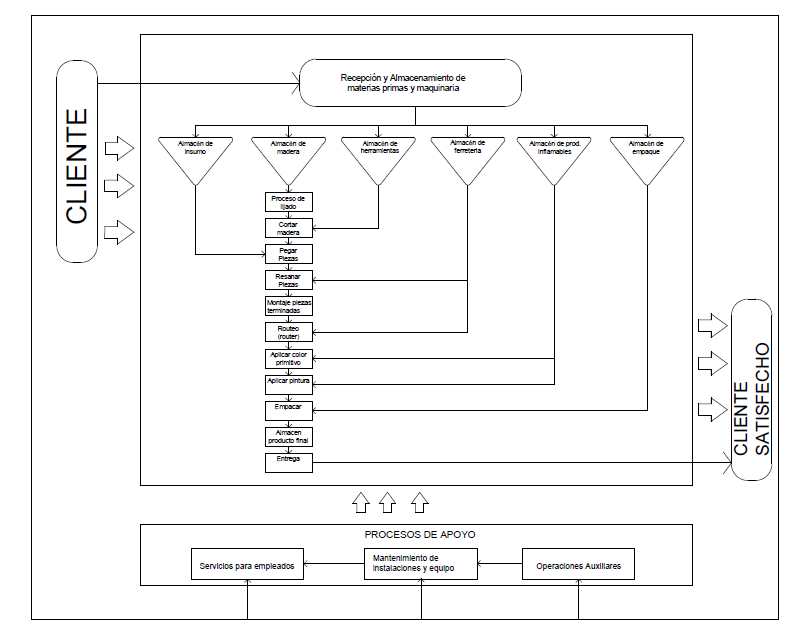 CLIENTE
Recepción y Almacenamiento de
materias primas y maquinaria
Almacén de
insumo
Almacén de
madera
Almacén de
herramientas
Almacén de
ferretería
Almacén de prod.
inflamables
Almacén de
empaque
Proceso de
lijado
Cortar
madera
Pegar
Piezas
Resanar
Piezas
Montaje piezas
terminadas
Routeo
(router)
Aplicar color
primitivo
Aplicar pintura
Empacar
Almacen
producto final
Entrega
CLIENTE
SATISFECHO
PROCESOS DE APOYO
Servicios para empleados
Mantenimiento de
instalaciones y equipo
Operaciones Auxiliares